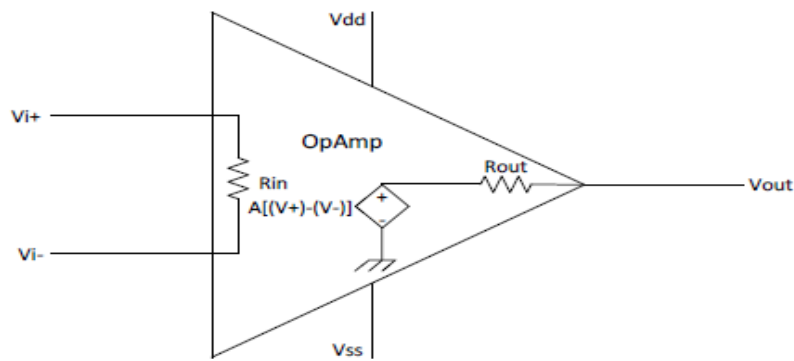 Vdd
Vi+
OpAmp
Rout
Rin
+
A[(V+)-(V-)]
-
Vout
Vi-
Vss